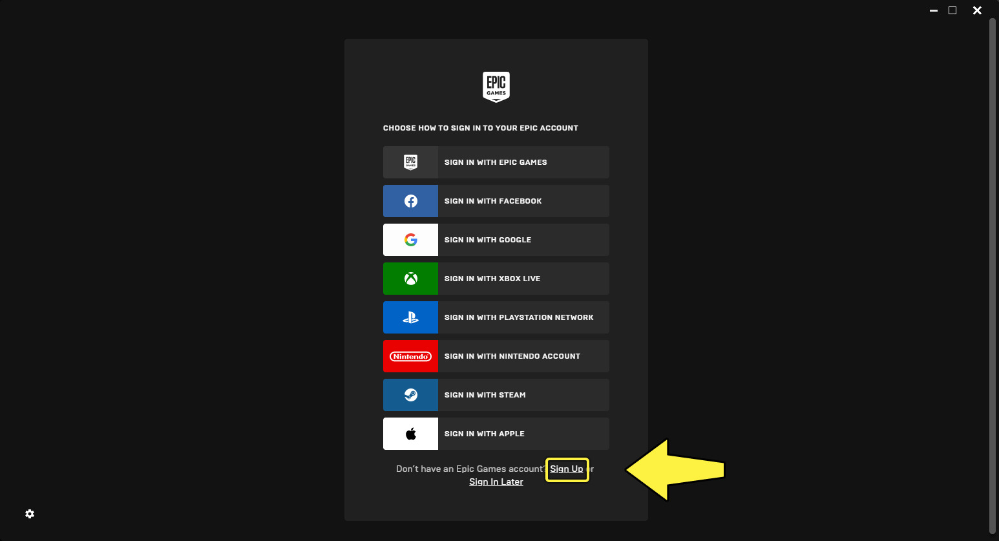 EPIC
GAMES
CHOOSE HOW TO SIGN IN TO YOUR EPIC ACCOUNT
EPIC
GAMES
SIGN IN WITH EPIC GAMES
SIGN IN WITH FACEBOOK
SIGN IN WITH GOOGLE
SIGN IN WITH XBOX LIVE
SIGN IN WITH PLAYSTATION NETWORK
Nintendo
SIGN IN WITH NINTENDO ACCOUNT
SIGN IN WITH STEAM
SIGN IN WITH APPLE
Don't have an Epic Games account? Sign Up or
Sign In Later